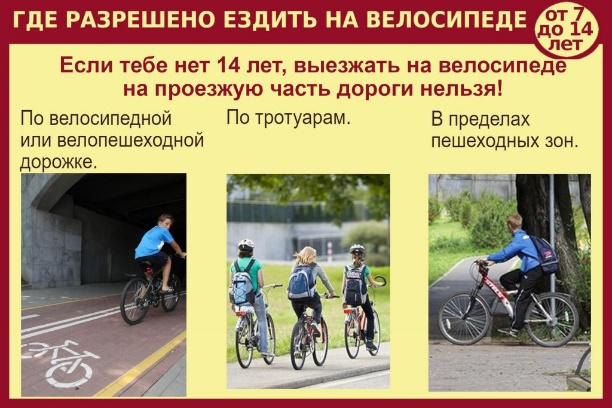 ГДЕ РАЗРЕШЕНО ЕЗДИТЬ НА ВЕЛОСИПЕДЕ
от 7
до 14
лет
Если тебе нет 14 лет, выезжать на велосипеде
на проезжую часть дороги нельзя!
По велосипедной
или велопешеходной
дорожке.
По тротуарам.
В пределах
пешеходных зон.